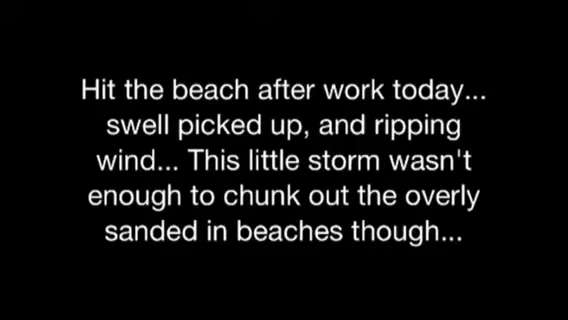 Hit the beach after work today...
swell picked up, and ripping
wind... This little storm wasn't
enough to chunk out the overly
sanded in beaches though...